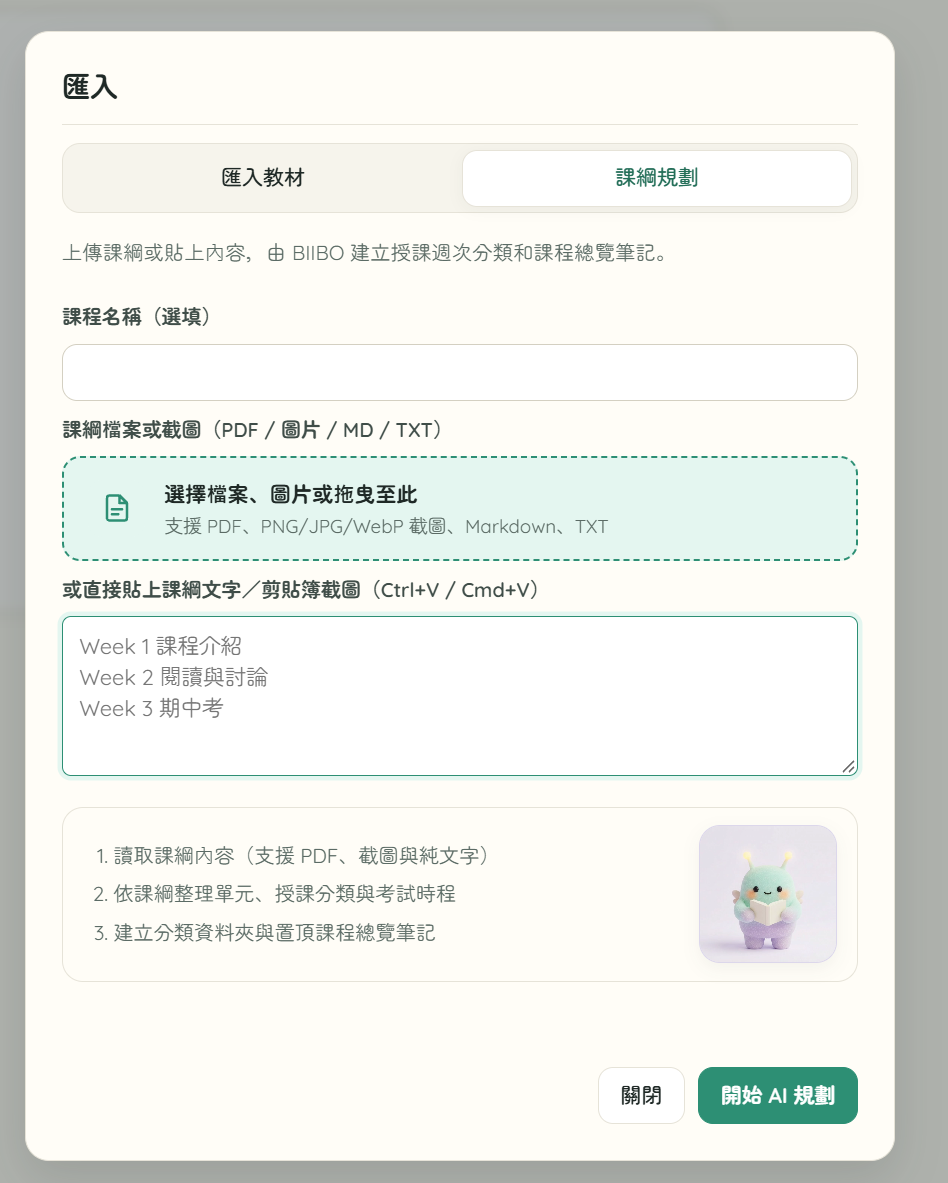 匯入
匯入教材
課綱規劃
上傳課綱或貼上內容，由 BIIBO 建立授課週次分類和課程總覽筆記。
課程名稱（選填）
課綱檔案或截圖（PDF / 圖片 / MD / TXT）
選擇檔案、圖片或拖曳至此
支援 PDF、PNG/JPG/WebP 截圖、Markdown、TXT
或直接貼上課綱文字／剪貼簿截圖（Ctrl+V / Cmd+V）
Week 1 課程介紹
Week 2 閱讀與討論
Week 3 期中考
1. 讀取課綱內容（支援 PDF、截圖與純文字）
2. 依課綱整理單元、授課分類與考試時程
3. 建立分類資料夾與置頂課程總覽筆記
關閉
開始 AI 規劃